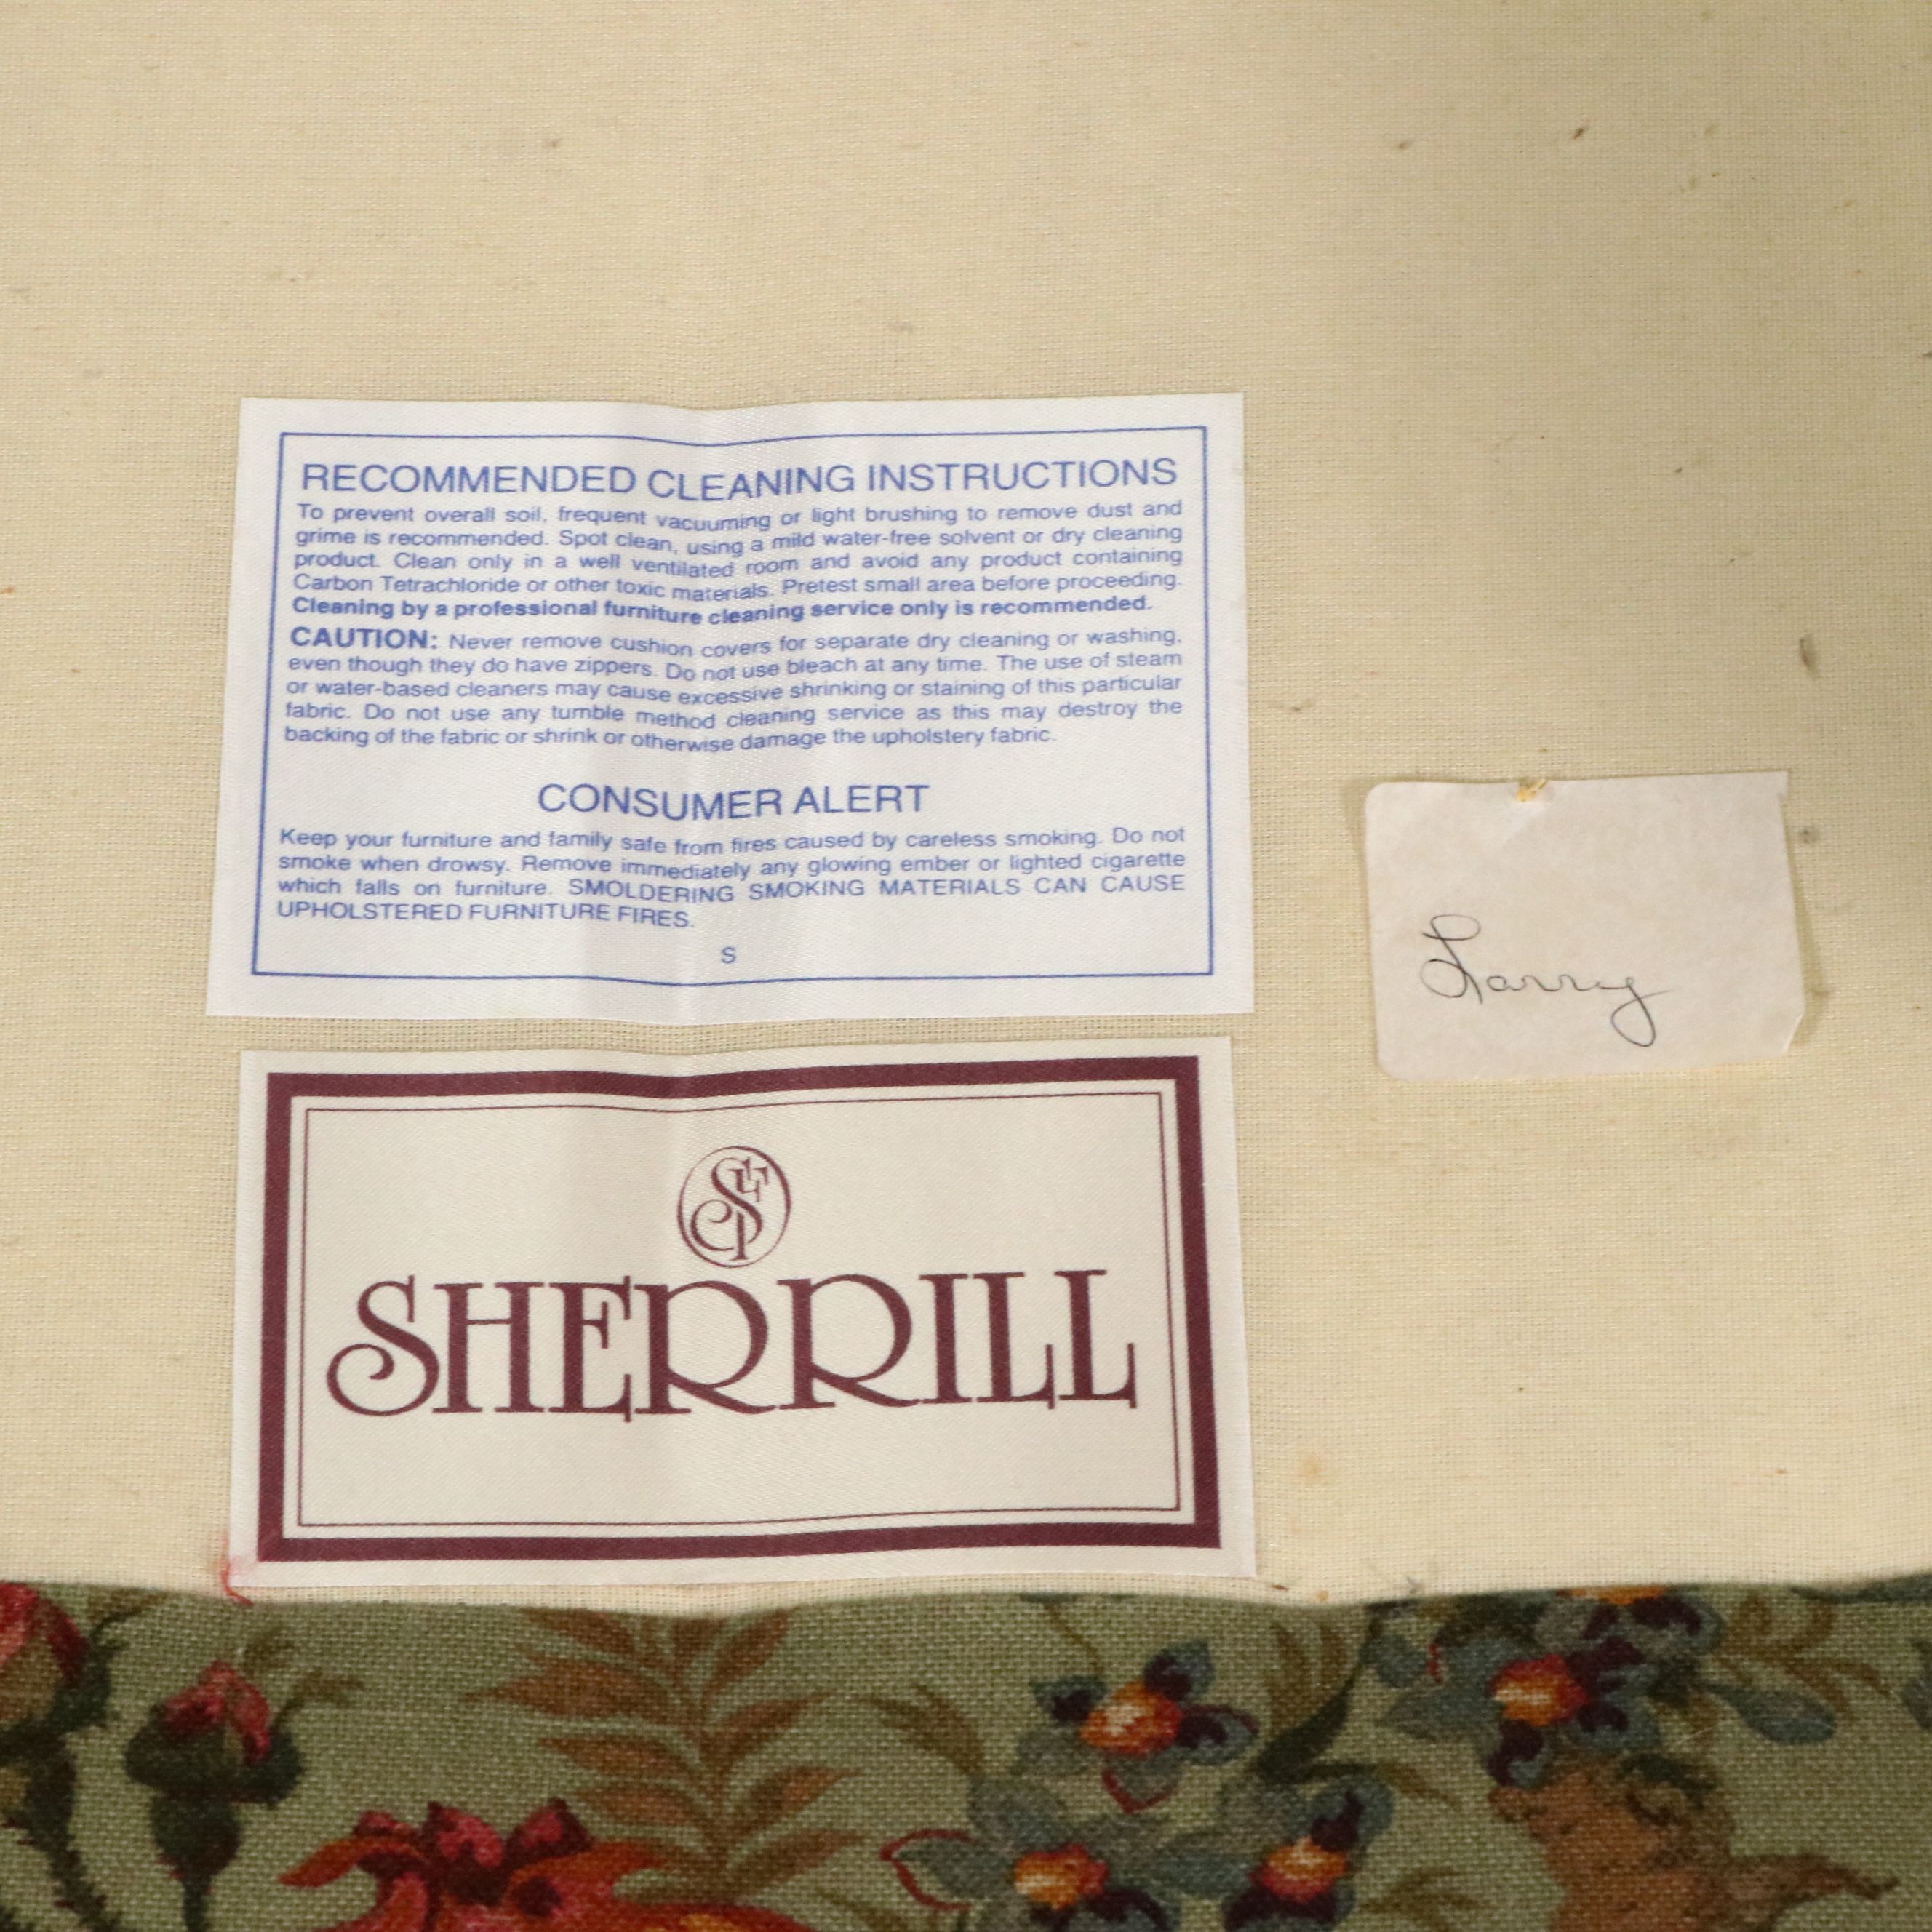 RECOMMENDED CLEANING INSTRUCTIONS
To prevent overall soil, frequent vacuuming or light brushing to remove dust and
grime is recommended. Spot clean, using a mild water-free solvent or dry cleaning
product. Clean only in a well ventilated room and avoid any product containing
Carbon Tetrachloride or other toxic materials. Pretest small area before proceeding.
Cleaning by a professional furniture cleaning service only is recommended.
CAUTION: Never remove cushion covers for separate dry cleaning or washing,
even though they do have zippers. Do not use bleach at any time. The use of steam
or water-based cleaners may cause excessive shrinking or staining of this particular
fabric. Do not use any tumble method cleaning service as this may destroy the
backing of the fabric or shrink or otherwise damage the upholstery fabric.
CONSUMER ALERT
Keep your furniture and family safe from fires caused by careless smoking. Do not
smoke when drowsy. Remove immediately any glowing ember or lighted cigarette
which falls on furniture. SMOLDERING SMOKING MATERIALS CAN CAUSE
UPHOLSTERED FURNITURE FIRES.
S
Larry
SF
SHERRILL